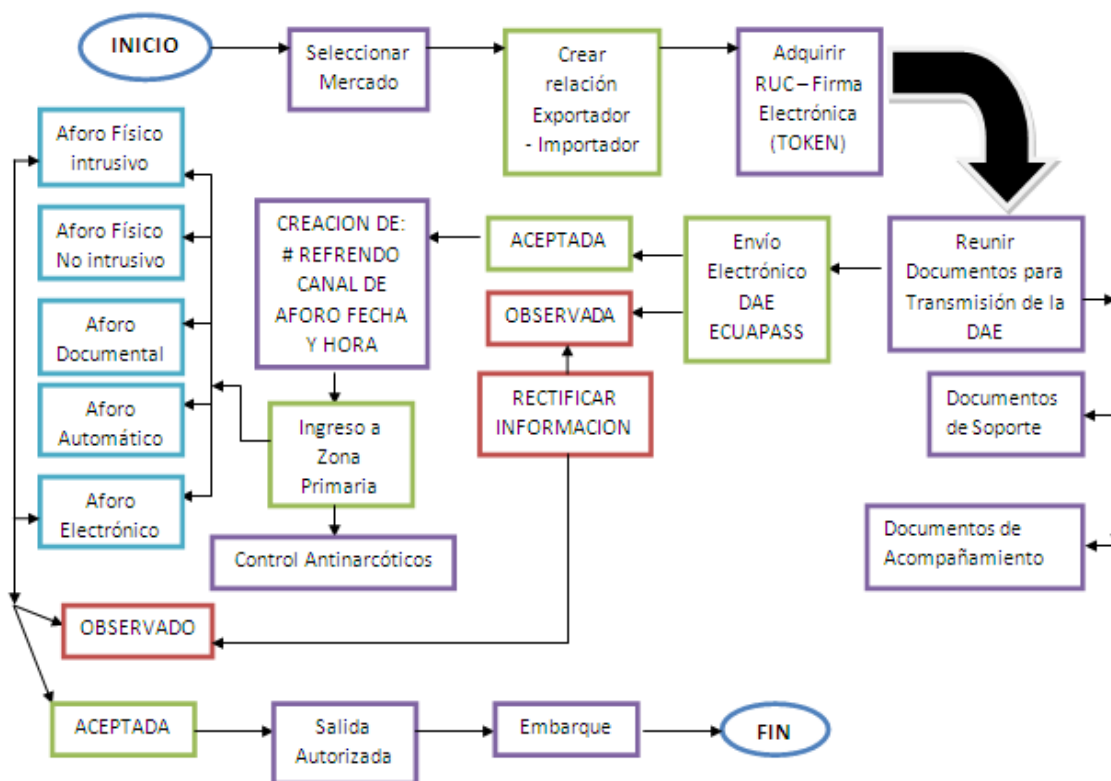 INICIO
Seleccionar
Mercado
Crear
relación
Exportador
- Importador
Adquirir
RUC – Firma
Electrónica
(TOKEN)
Aforo Físico
intrusivo
Aforo Físico
No intrusivo
Aforo
Documental
Aforo
Automático
Aforo
Electrónico
CREACION DE:
# REFRENDO
CANAL DE
AFORO FECHA
Y HORA
ACEPTADA
OBSERVADA
RECTIFICAR
INFORMACION
Envío
Electrónico
DAE
ECUAPASS
Reunir
Documentos para
Transmisión de la
DAE
Documentos
de Soporte
Documentos de
Acompañamiento
Ingreso a
Zona
Primaria
Control Antinarcóticos
OBSERVADO
ACEPTADA
Salida
Autorizada
Embarque
FIN